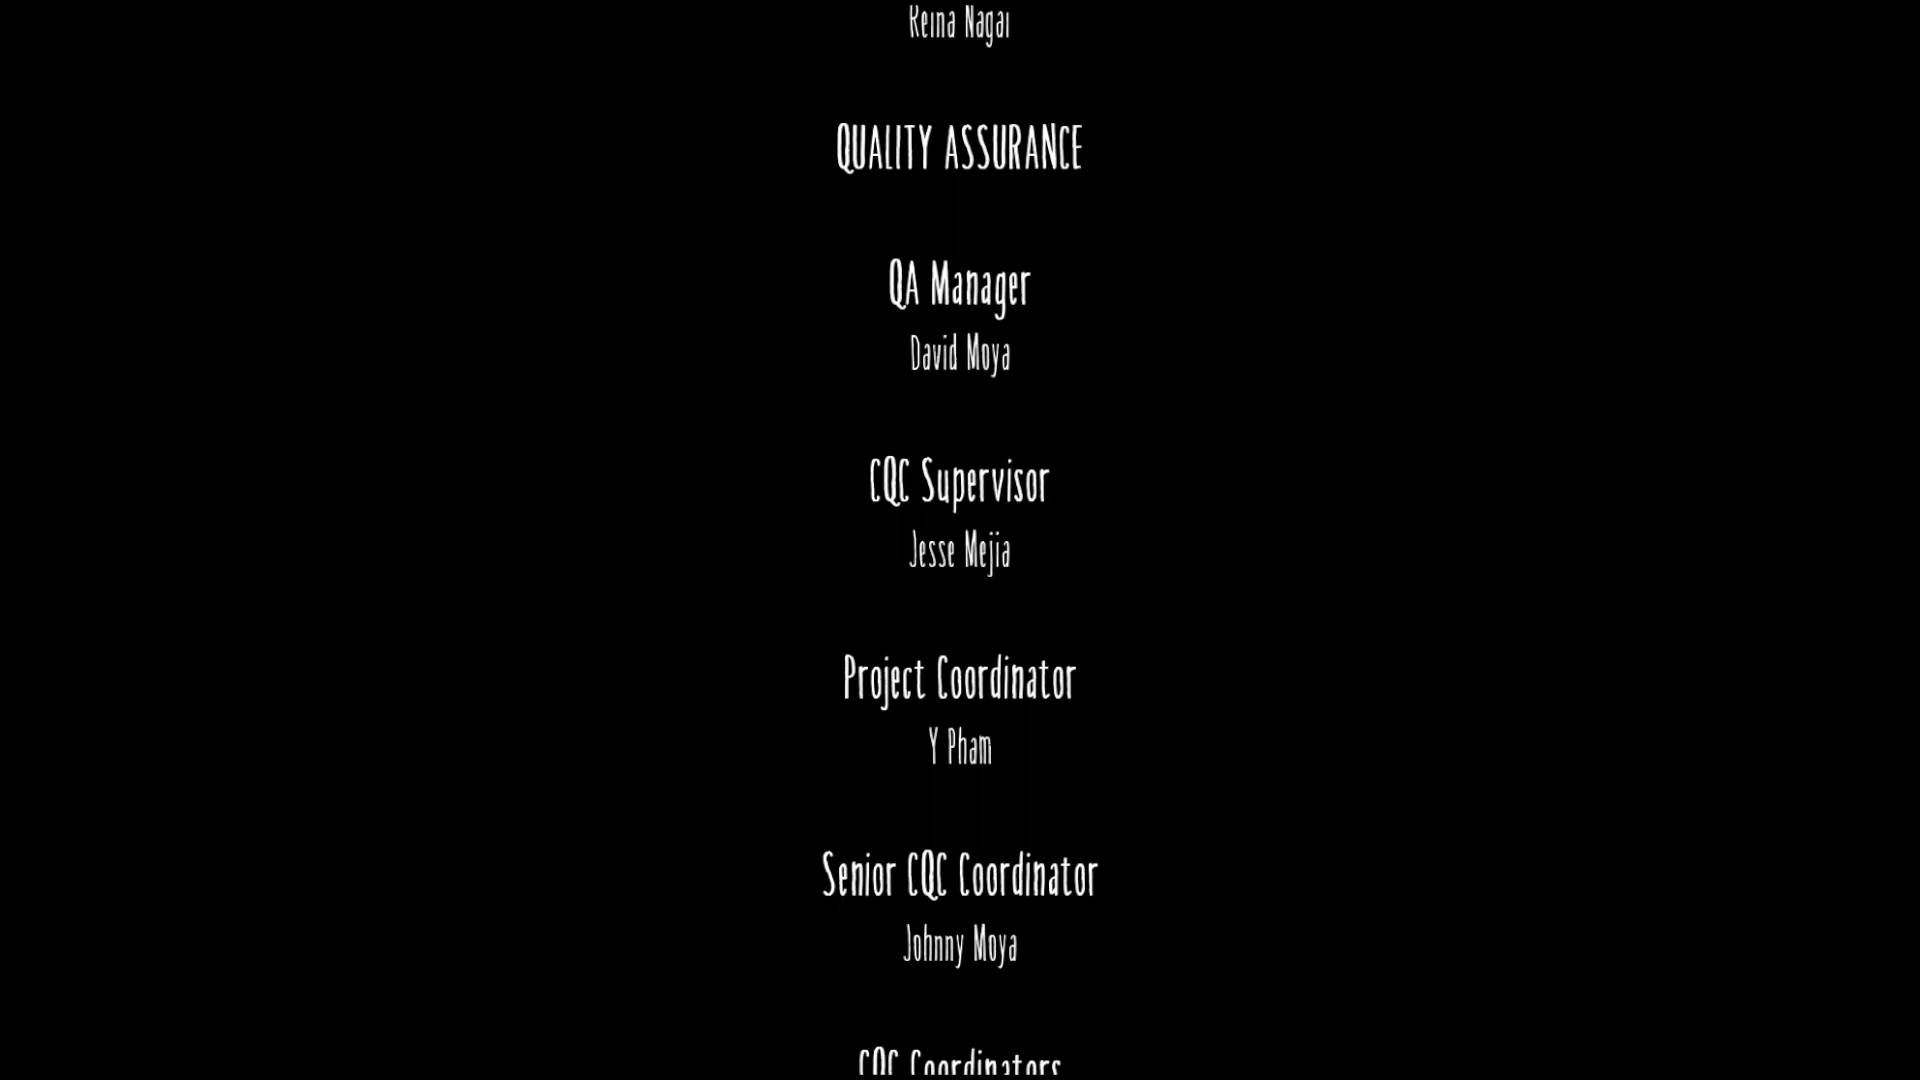 Reina Nagai
QUALITY ASSURANCE
QA Manager
David Moya
CQC Supervisor
Jesse Mejia
Project Coordinator
Y Pham
Senior CQC Coordinator
Johnny Moya
CQC Coordinators